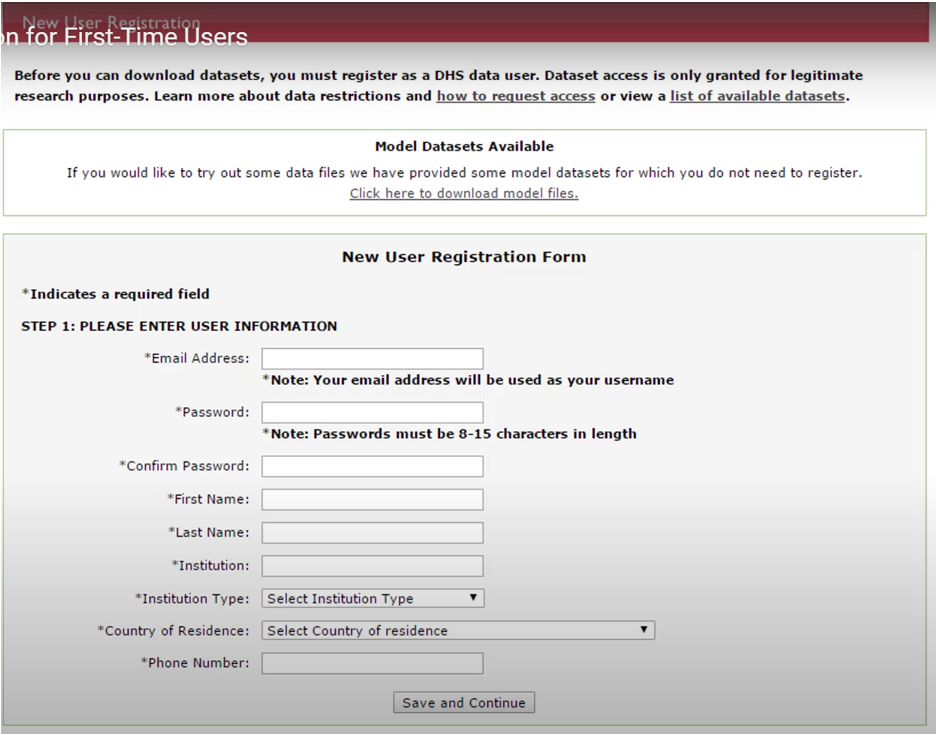 New User Registration
on for First-Time Users
Before you can download datasets, you must register as a DHS data user. Dataset access is only granted for legitimate
research purposes. Learn more about data restrictions and how to request access or view a list of available datasets.
Model Datasets Available
If you would like to try out some data files we have provided some model datasets for which you do not need to register.
Click here to download model files.
New User Registration Form
*Indicates a required field
STEP 1: PLEASE ENTER USER INFORMATION
*Email Address:
*Note: Your email address will be used as your username
*Password:
*Note: Passwords must be 8-15 characters in length
*Confirm Password:
*First Name:
*Last Name:
*Institution:
*Institution Type: Select Institution Type
*Country of Residence: Select Country of residence
*Phone Number:
Save and Continue